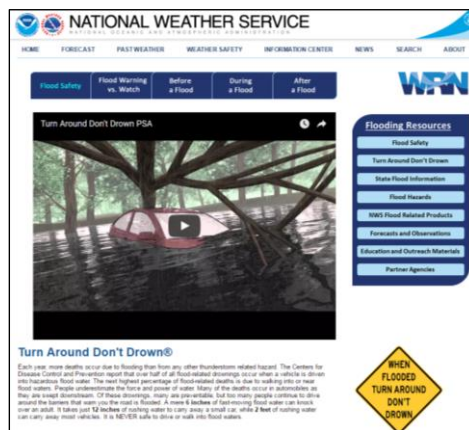 NATIONAL WEATHER SERVICE
NATIONAL OCEANIC AND ATMOSPHERIC ADMINISTRATION
HOME FORECAST PAST WEATHER WEATHER SAFETY INFORMATION CENTER NEWS SEARCH ABOUT
Flood Safety
Flood Warning
vs. Watch
Before
a Flood
During
a Flood
After
a Flood
WRN
Turn Around Don't Drown PSA
Flooding Resources
Flood Safety
Turn Around Don't Drown
State Flood Information
Flood Hazards
NWS Flood Related Products
Forecasts and Observations
Education and Outreach Materials
Partner Agencies
Turn Around Don't Drown®
Each year, more deaths occur due to flooding than from any other thunderstorm related hazard. The Centers for
Disease Control and Prevention report that over half of all flood-related drownings occur when a vehicle is driven
into hazardous flood water. The next highest percentage of flood-related deaths is due to walking into or near
flood waters. People underestimate the force and power of water. Many of the deaths occur in automobiles as
they are swept downstream. Of these drownings, many are preventable, but too many people continue to drive
around the barriers that warn you the road is flooded. A mere 6 inches of fast-moving flood water can knock
over an adult. It takes just 12 inches of rushing water to carry away a small car, while 2 feet of rushing water
can carry away most vehicles. It is NEVER safe to drive or walk into flood waters.
WHEN
FLOODED
TURN AROUND
DON'T
DROWN